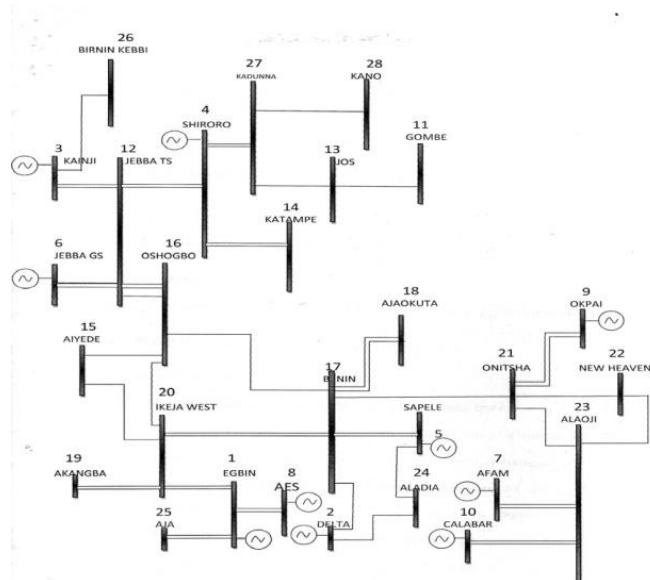 26
BIRNIN KEBBI
27
KADUNNA
28
KANO
4
SHIRORO
11
GOMBE
3
KAINJI
12
JEBBA TS
13
JOS
14
KATAMPE
6
JEBBA GS
16
OSHOGBO
18
AJAOKUTA
9
OKPAI
15
AIYEDE
17
BENIN
21
ONITSHA
22
NEW HEAVEN
20
IKEJA WEST
SAPELE
5
23
ALAOJI
19
AKANGBA
1
EGBIN
8
AES
24
ALADIA
7
AFAM
25
AJA
2
DELTA
10
CALABAR